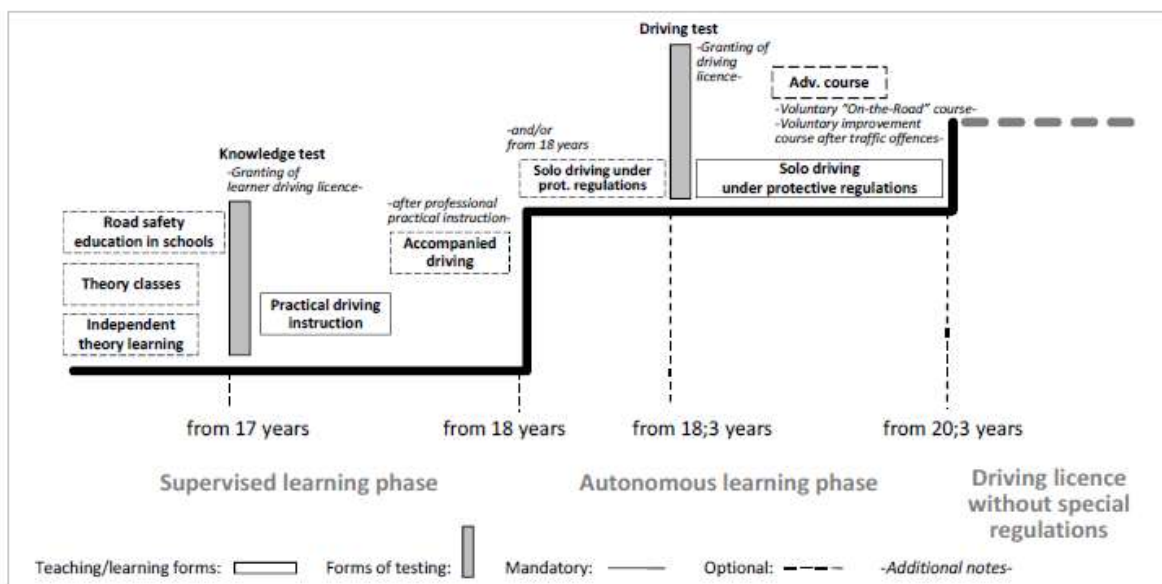 Driving test
-Granting of
driving
licence-
Adv. course
-Voluntary "On-the-Road" course-
-Voluntary improvement
course after traffic offences-
-and/or
from 18 years
Knowledge test
-Granting of
learner driving licence-
Solo driving under
prot. regulations
Solo driving
under protective regulations
-after professional
practical instruction-
Road safety
education in schools
Accompanied
driving
Theory classes
Practical driving
instruction
Independent
theory learning
from 17 years
from 18 years
from 18;3 years
from 20;3 years
Supervised learning phase
Autonomous learning phase
Driving licence
without special
regulations
Teaching/learning forms:
Forms of testing:
Mandatory:
Optional:
-Additional notes-